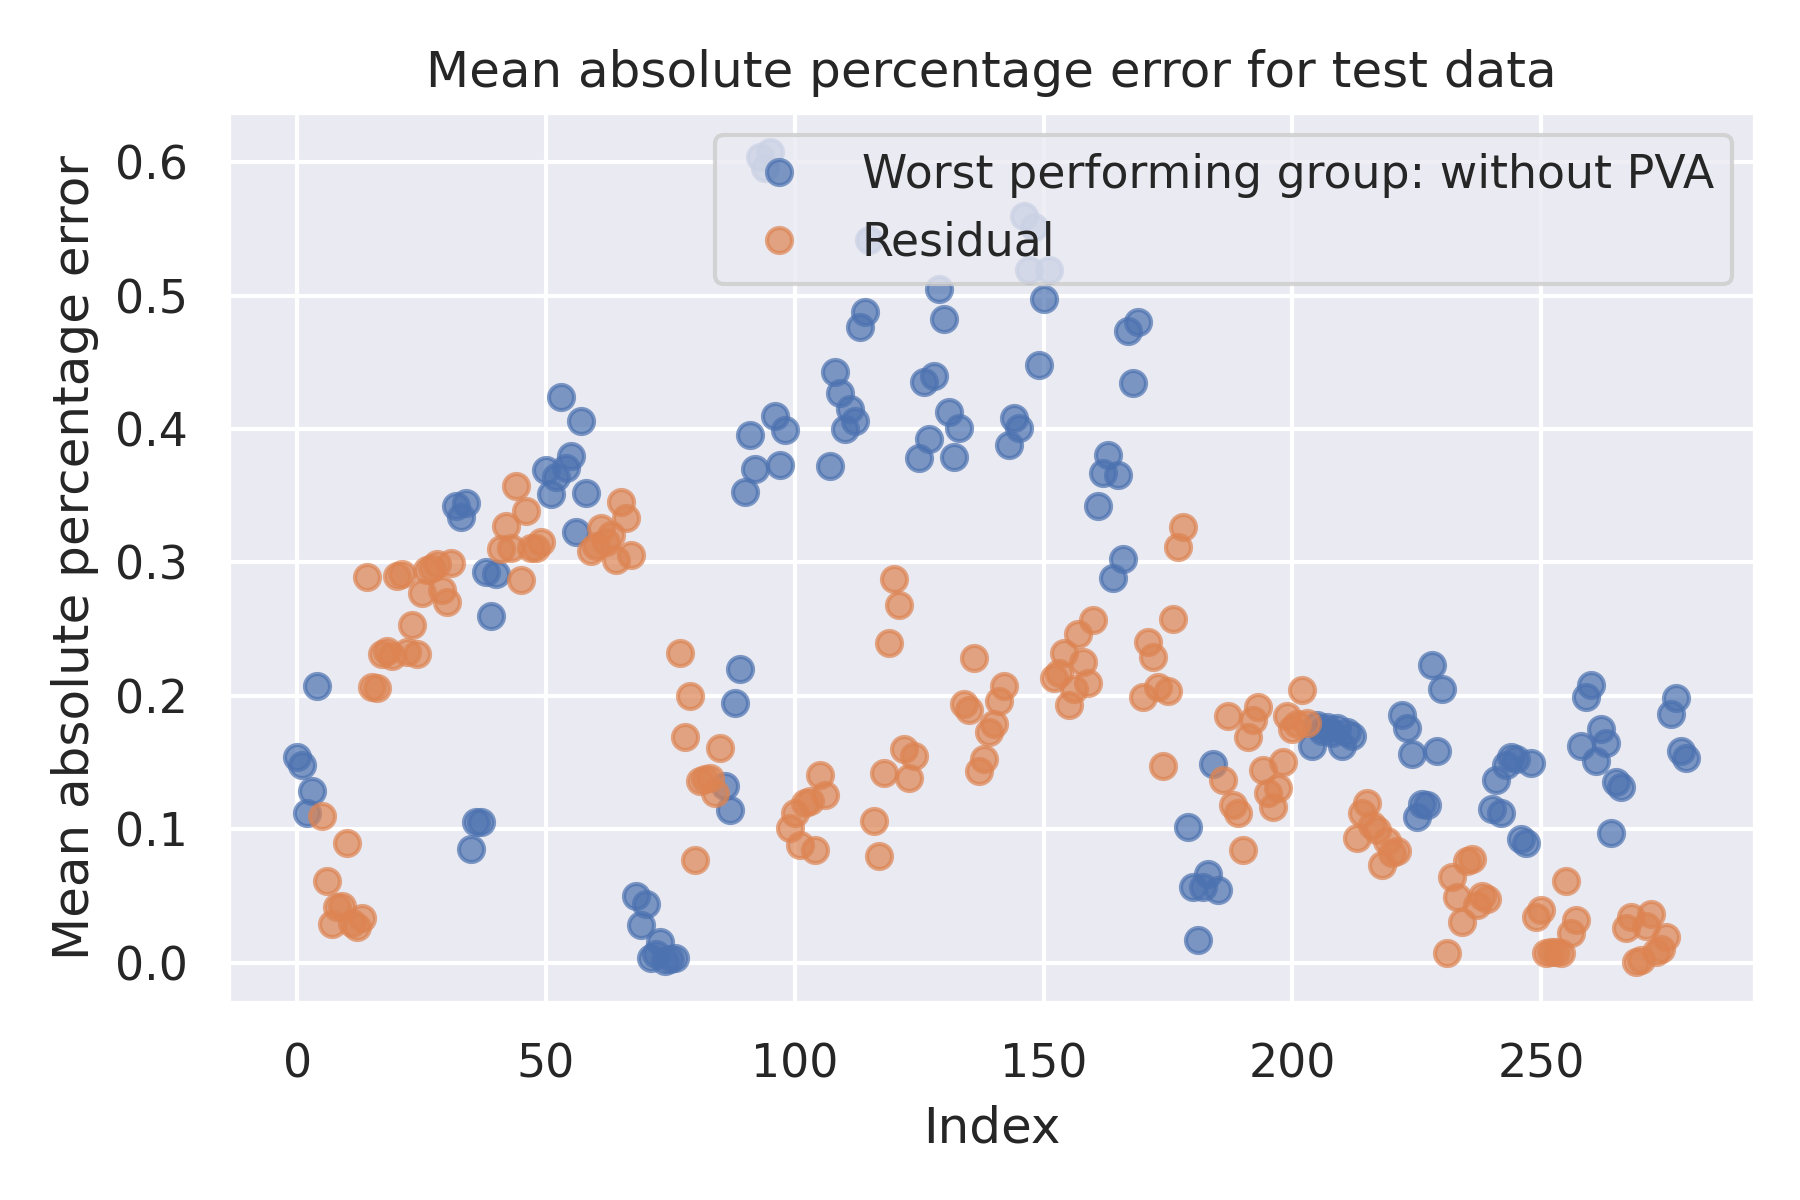 Mean absolute percentage error for test data
Worst performing group: without PVA
Residual
Mean absolute percentage error
0.6
0.5
0.4
0.3
0.2
0.1
0.0
0 50 100 150 200 250
Index